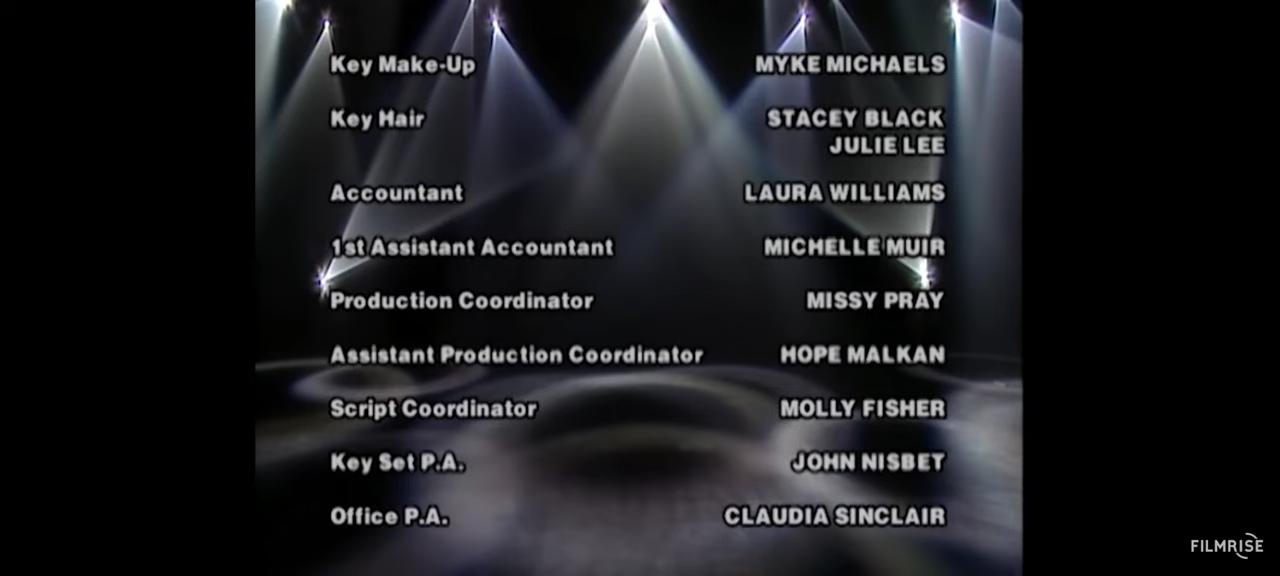 Key Make-Up MYKE MICHAELS
Key Hair STACEY BLACK
JULIE LEE
Accountant LAURA WILLIAMS
1st Assistant Accountant MICHELLE MUIR
Production Coordinator MISSY PRAY
Assistant Production Coordinator HOPE MALKAN
Script Coordinator MOLLY FISHER
Key Set P.A. JOHN NISBET
Office P.A. CLAUDIA SINCLAIR
FILMRISE